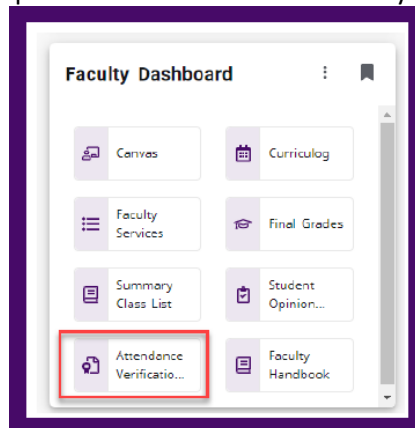 Faculty Dashboard
Canvas
Curriculog
Faculty
Services
Final Grades
Summary
Class List
Student
Opinion...
Attendance
Verificatio...
Faculty
Handbook